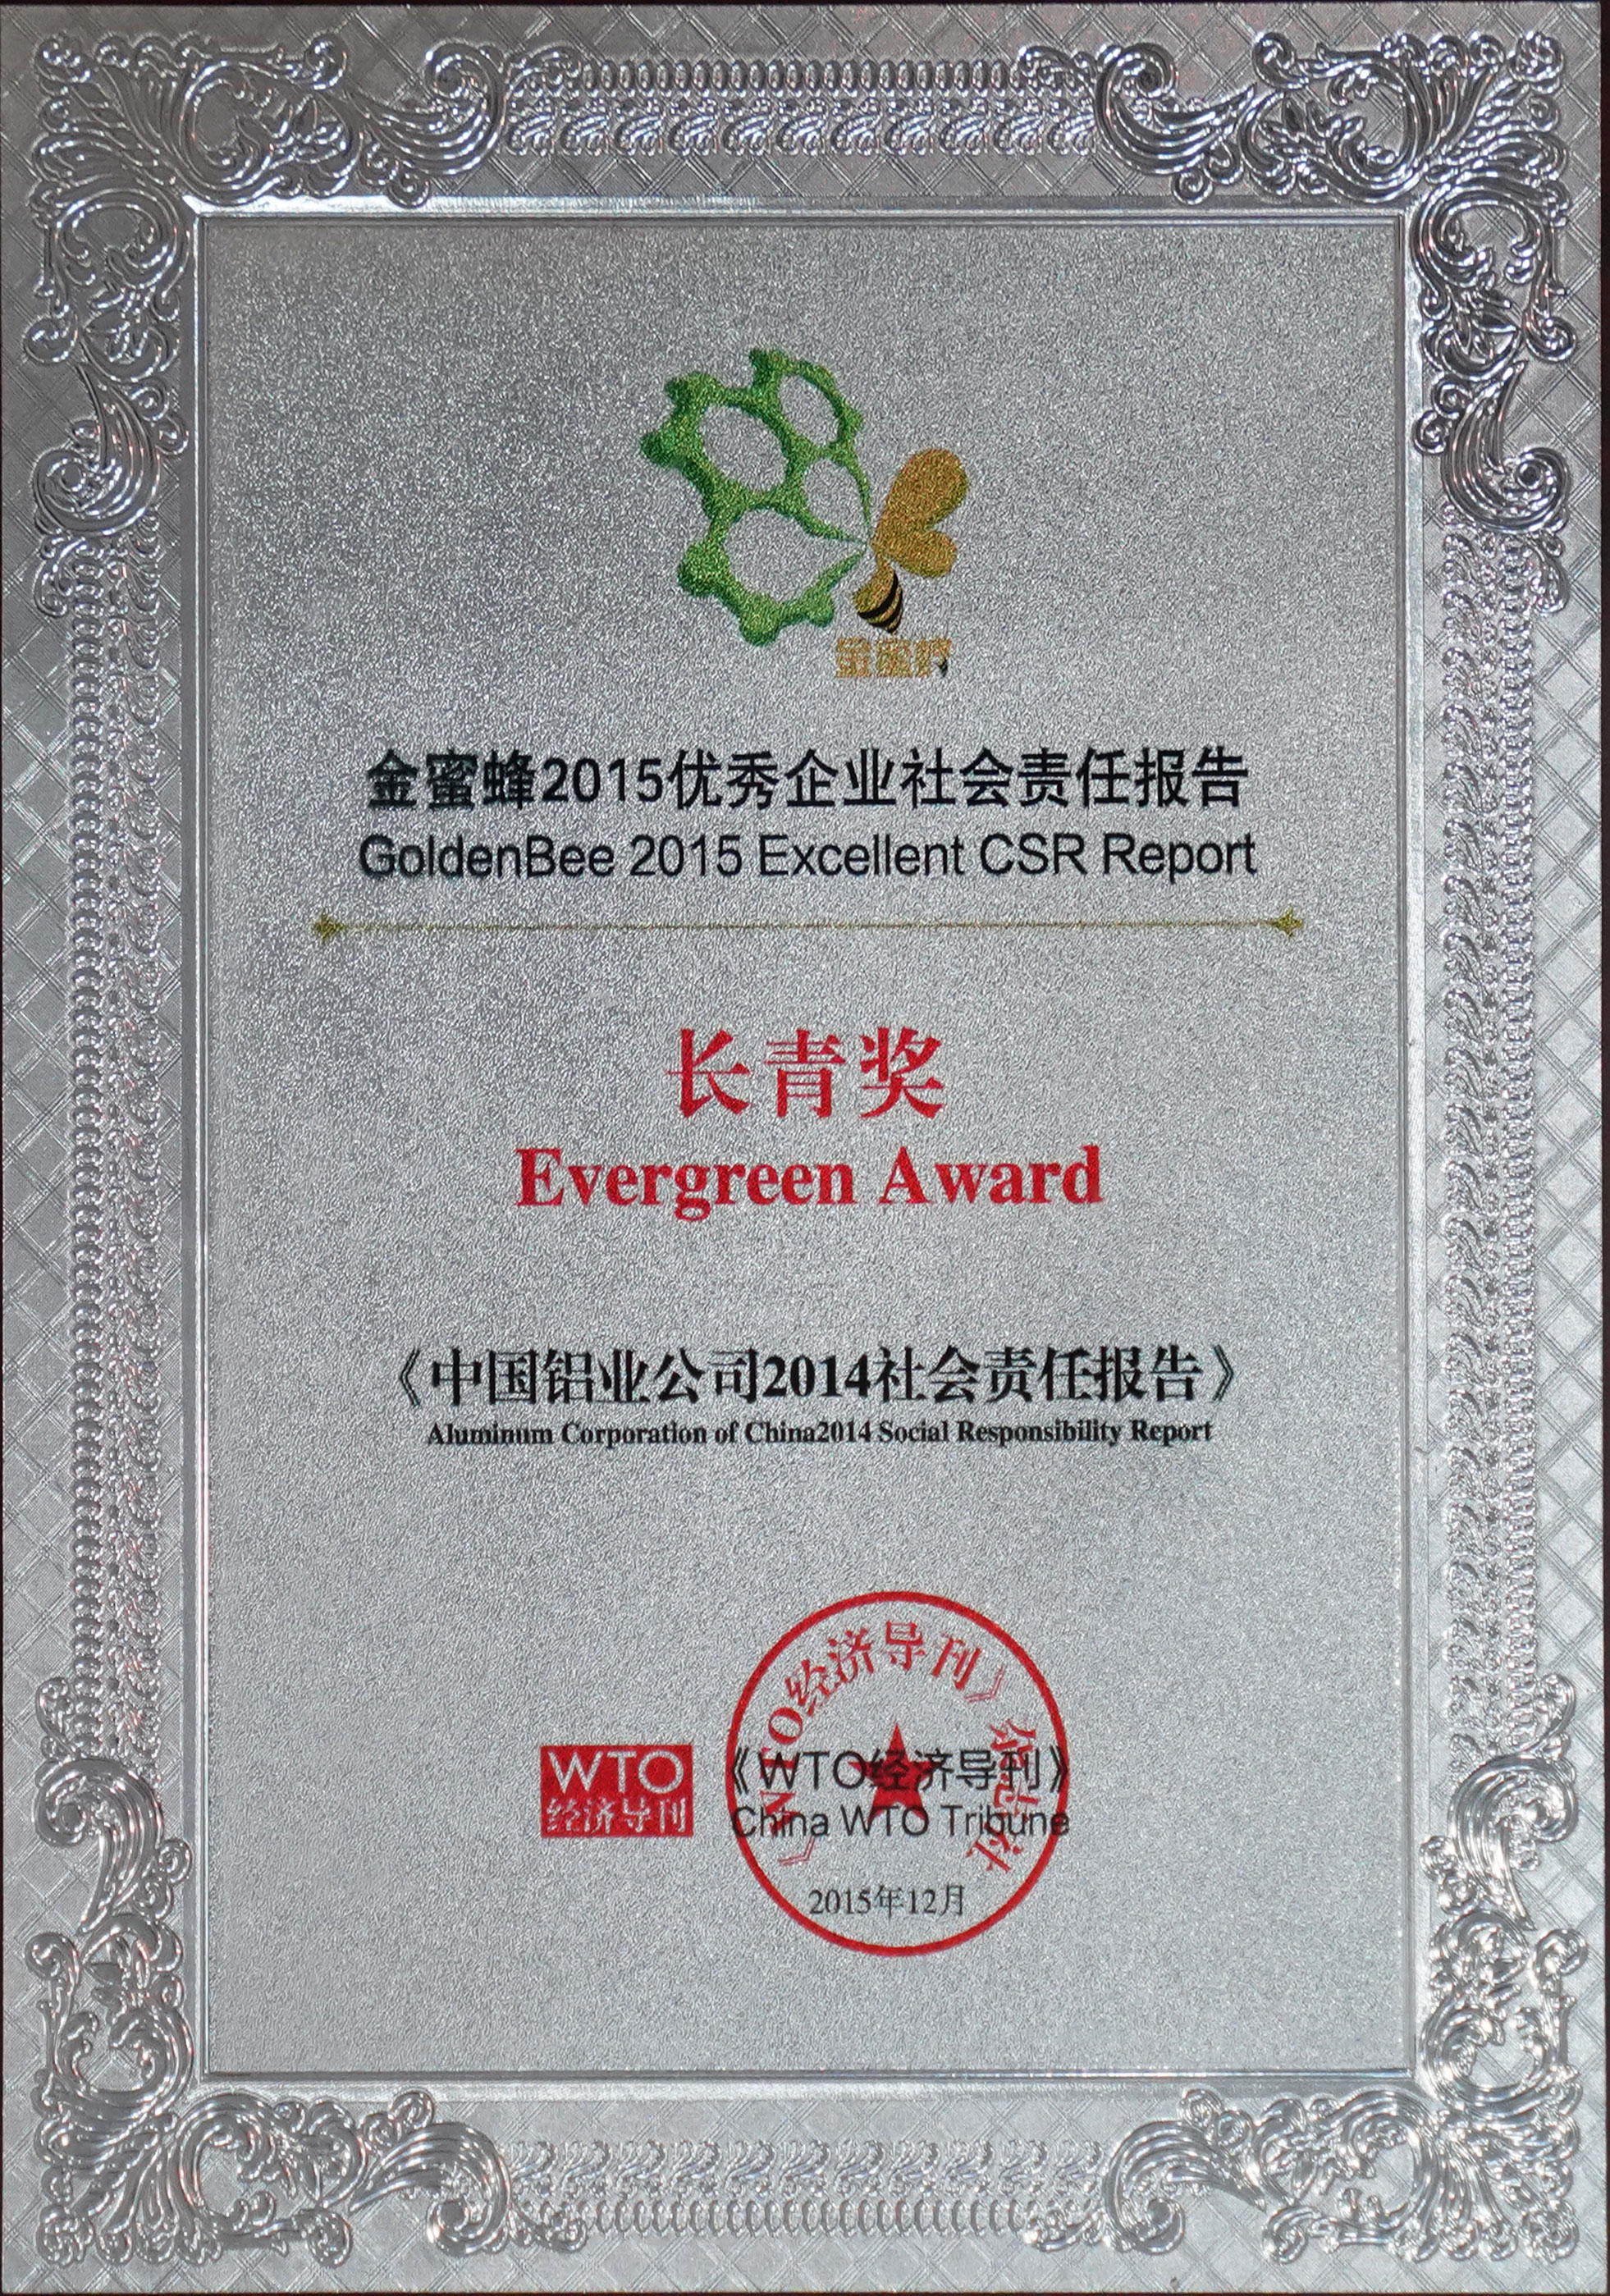 金蜜蜂
金蜜蜂2015优秀企业社会责任报告
GoldenBee 2015 Excellent CSR Report
长青奖
Evergreen Award
《中国铝业公司2014社会责任报告》
Aluminum Corporation of China2014 Social Responsibility Report
《WTO经济导刊》杂志社
WTO
经济导刊
《WTO经济导刊》
China WTO Tribune
2015年12月